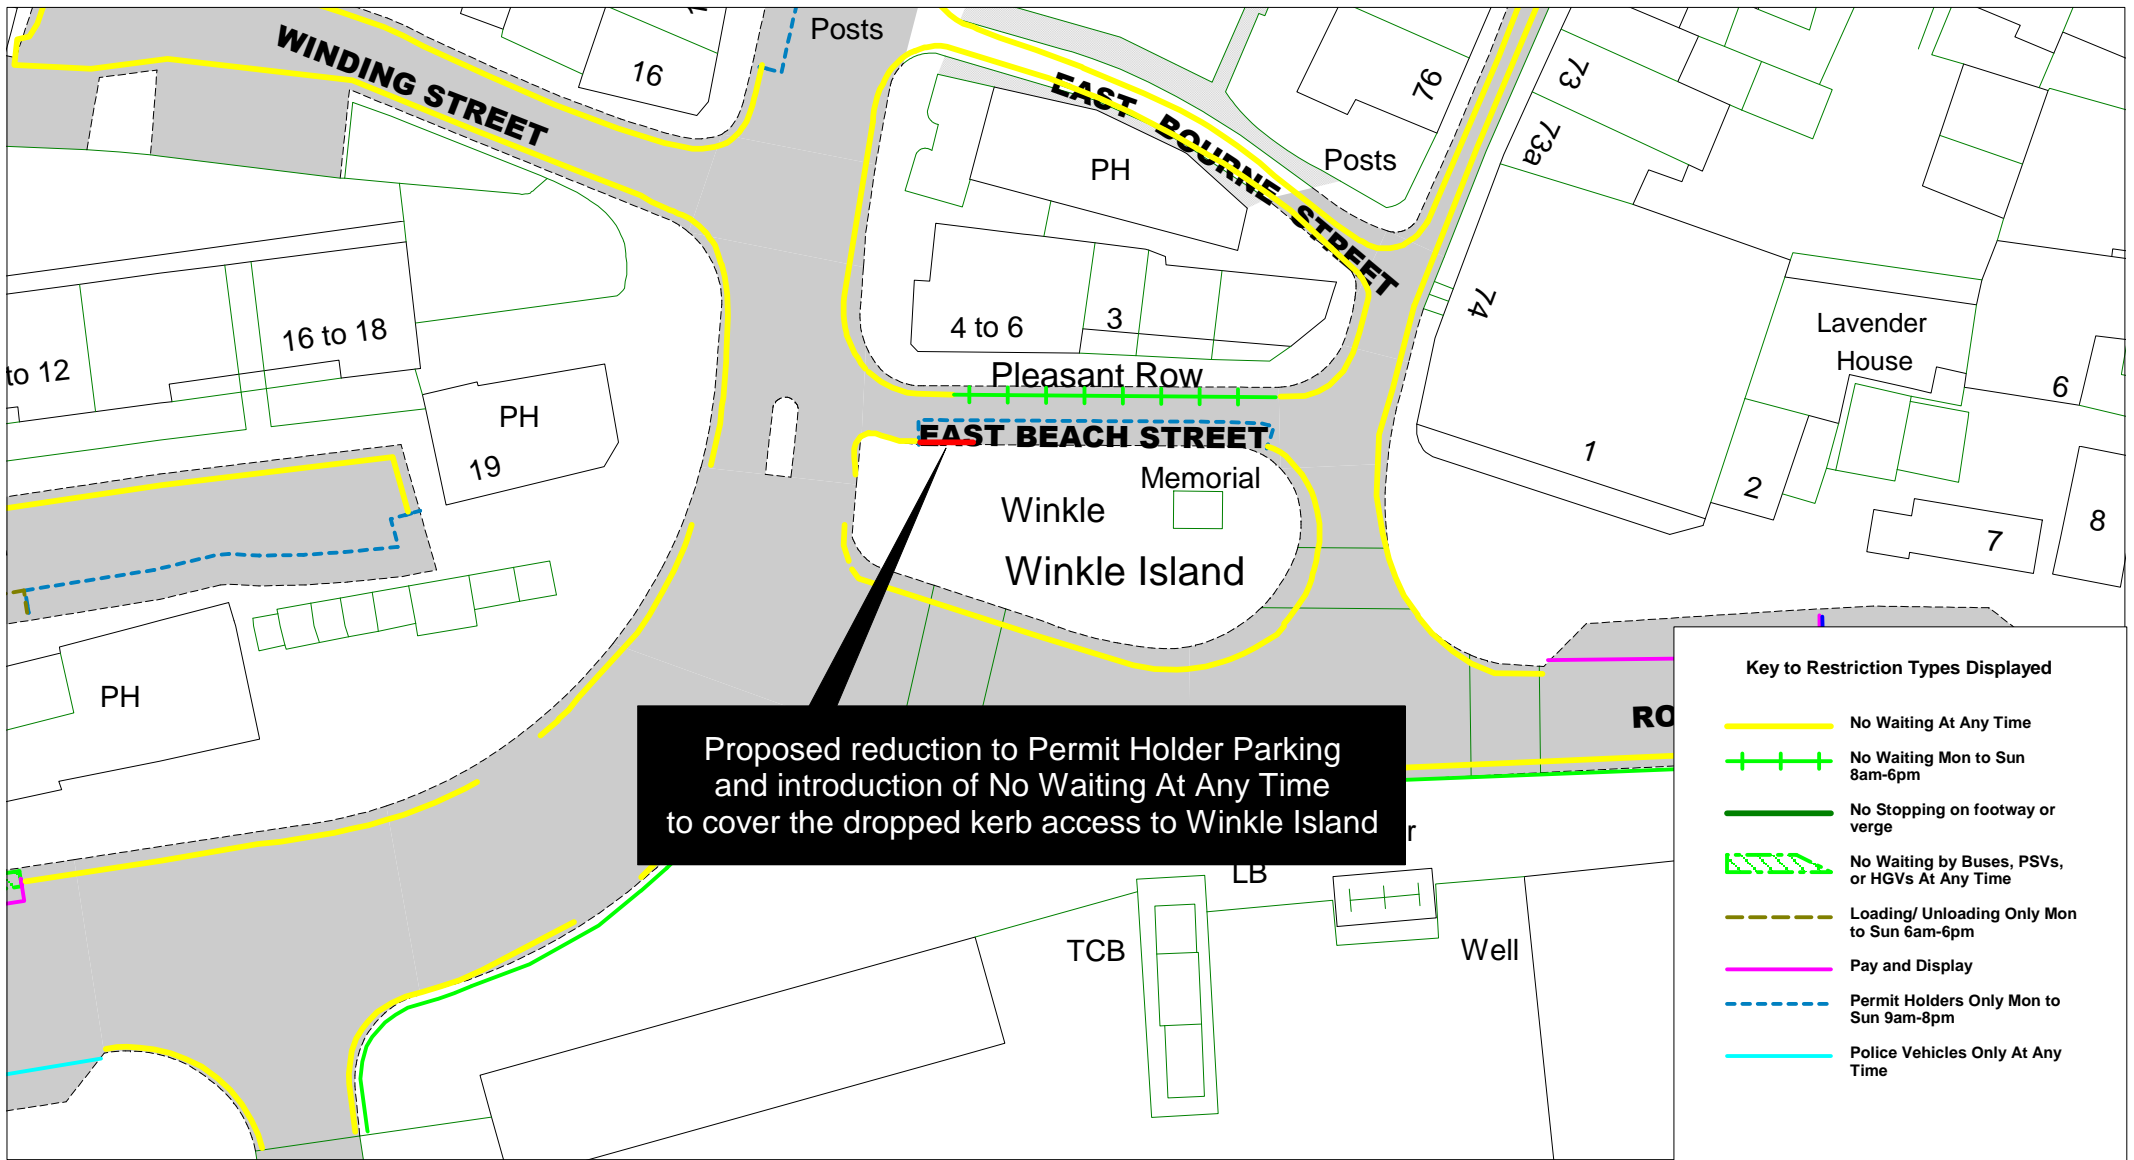 WINDING STREET
16
Posts
EAST BOURNE STREET
76
73
73a
Posts
PH
74
4 to 6
3
Lavender
House
16 to 18
to 12
Pleasant Row
PH
19
EAST BEACH STREET
Memorial
Winkle
Winkle Island
1
2
6
7
8
PH
RO
Proposed reduction to Permit Holder Parking
and introduction of No Waiting At Any Time
to cover the dropped kerb access to Winkle Island
r
LB
TCB
Well
Key to Restriction Types Displayed
No Waiting At Any Time
No Waiting Mon to Sun
8am-6pm
No Stopping on footway or
verge
No Waiting by Buses, PSVs,
or HGVs At Any Time
Loading/ Unloading Only Mon
to Sun 6am-6pm
Pay and Display
Permit Holders Only Mon to
Sun 9am-8pm
Police Vehicles Only At Any
Time